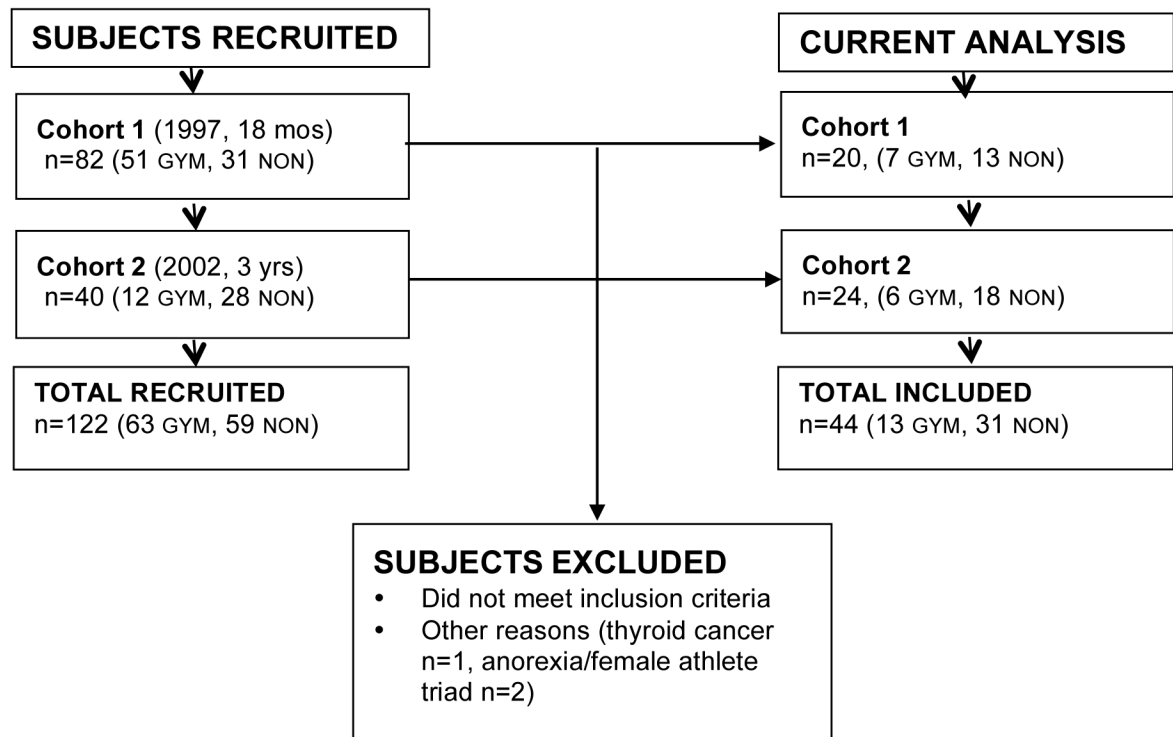 SUBJECTS RECRUITED
Cohort 1 (1997, 18 mos)
n=82 (51 GYM, 31 NON)
Cohort 2 (2002, 3 yrs)
n=40 (12 GYM, 28 NON)
TOTAL RECRUITED
n=122 (63 GYM, 59 NON)
CURRENT ANALYSIS
Cohort 1
n=20, (7 GYM, 13 NON)
Cohort 2
n=24, (6 GYM, 18 NON)
TOTAL INCLUDED
n=44 (13 GYM, 31 NON)
SUBJECTS EXCLUDED
• Did not meet inclusion criteria
• Other reasons (thyroid cancer
n=1, anorexia/female athlete
triad n=2)